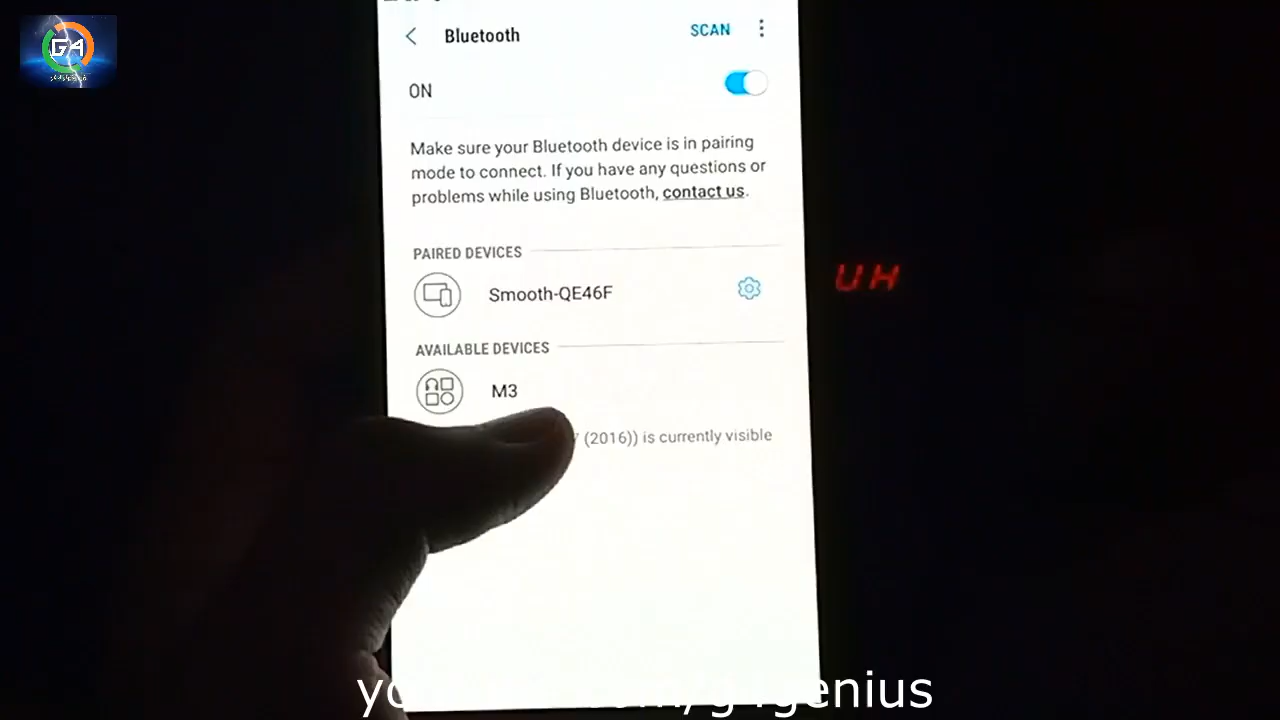 G4
Bluetooth
SCAN
ON
Make sure your Bluetooth device is in pairing
mode to connect. If you have any questions or
problems while using Bluetooth, contact us.
PAIRED DEVICES
Smooth-QE46F
UH
AVAILABLE DEVICES
M3
(2016)) is currently visible